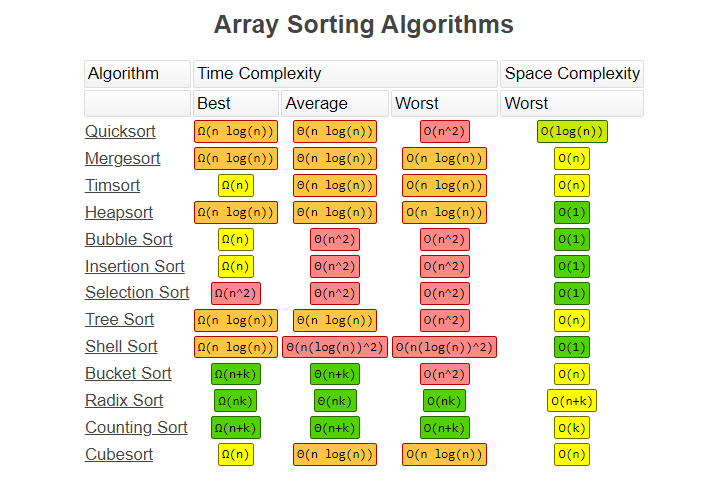 Array Sorting Algorithms
Algorithm Time Complexity Space Complexity
Best Average Worst Worst
Quicksort Ω(n log(n)) Θ(n log(n)) O(n^2) O(log(n))
Mergesort Ω(n log(n)) Θ(n log(n)) O(n log(n)) O(n)
Timsort Ω(n) Θ(n log(n)) O(n log(n)) O(n)
Heapsort Ω(n log(n)) Θ(n log(n)) O(n log(n)) O(1)
Bubble Sort Ω(n) Θ(n^2) O(n^2) O(1)
Insertion Sort Ω(n) Θ(n^2) O(n^2) O(1)
Selection Sort Ω(n^2) Θ(n^2) O(n^2) O(1)
Tree Sort Ω(n log(n)) Θ(n log(n)) O(n^2) O(n)
Shell Sort Ω(n log(n)) Θ(n(log(n))^2) O(n(log(n))^2) O(1)
Bucket Sort Ω(n+k) Θ(n+k) O(n^2) O(n)
Radix Sort Ω(nk) Θ(nk) O(nk) O(n+k)
Counting Sort Ω(n+k) Θ(n+k) O(n+k) O(k)
Cubesort Ω(n) Θ(n log(n)) O(n log(n)) O(n)